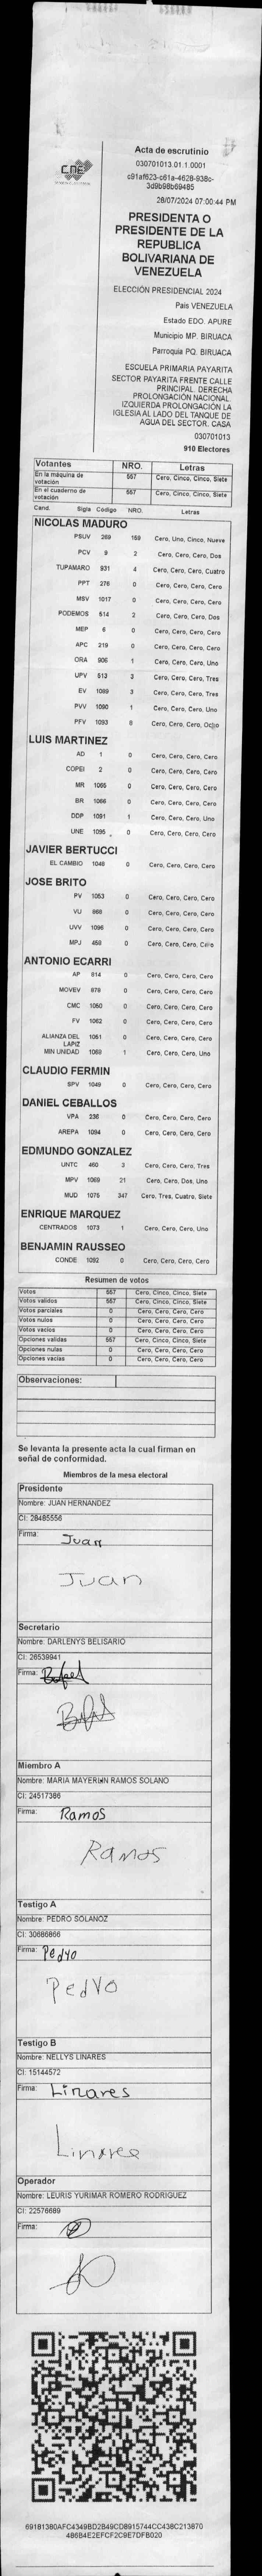 CNE
Acta de escrutinio
030701013.01.1.0001
c91af623-c61a-4628-938c-
3d9b98b69485
28/07/2024 07:00:44 PM
PRESIDENTA O
PRESIDENTE DE LA
REPUBLICA
BOLIVARIANA DE
VENEZUELA
ELECCIÓN PRESIDENCIAL 2024
Pais VENEZUELA
Estado EDO. APURE
Municipio MP. BIRUACA
Parroquia PQ. BIRUACA
ESCUELA PRIMARIA PAYARITA
SECTOR PAYARITA FRENTE CALLE
PRINCIPAL. DERECHA
PROLONGACIÓN NACIONAL.
IZQUIERDA PROLONGACIÓN LA
IGLESIA AL LADO DEL TANQUE DE
AGUA DEL SECTOR. CASA
030701013
910 Electores
Votantes NRO. Letras
En la máquina de votación 557 Cero, Cinco, Cinco, Siete
En el cuaderno de votación 557 Cero, Cinco, Cinco, Siete
Cand. Sigla Código NRO. Letras
NICOLAS MADURO
PSUV 269 159 Cero, Uno, Cinco, Nueve
PCV 9 2 Cero, Cero, Cero, Dos
TUPAMARO 931 4 Cero, Cero, Cero, Cuatro
PPT 276 0 Cero, Cero, Cero, Cero
MSV 1017 0 Cero, Cero, Cero, Cero
PODEMOS 514 2 Cero, Cero, Cero, Dos
MEP 6 0 Cero, Cero, Cero, Cero
APC 219 0 Cero, Cero, Cero, Cero
ORA 906 1 Cero, Cero, Cero, Uno
UPV 513 3 Cero, Cero, Cero, Tres
EV 1089 3 Cero, Cero, Cero, Tres
PVV 1090 1 Cero, Cero, Cero, Uno
PFV 1093 8 Cero, Cero, Cero, Ocho
LUIS MARTINEZ
AD 1 0 Cero, Cero, Cero, Cero
COPEI 2 0 Cero, Cero, Cero, Cero
MR 1065 0 Cero, Cero, Cero, Cero
BR 1066 0 Cero, Cero, Cero, Cero
DDP 1091 1 Cero, Cero, Cero, Uno
UNE 1095 0 Cero, Cero, Cero, Cero
JAVIER BERTUCCI
EL CAMBIO 1048 0 Cero, Cero, Cero, Cero
JOSE BRITO
PV 1053 0 Cero, Cero, Cero, Cero
VU 868 0 Cero, Cero, Cero, Cero
UVV 1096 0 Cero, Cero, Cero, Cero
MPJ 458 0 Cero, Cero, Cero, Cero
ANTONIO ECARRI
AP 614 0 Cero, Cero, Cero, Cero
MOVEV 679 0 Cero, Cero, Cero, Cero
CMC 1060 0 Cero, Cero, Cero, Cero
FV 1062 0 Cero, Cero, Cero, Cero
ALIANZA DEL LAPIZ 1051 0 Cero, Cero, Cero, Cero
MIN UNIDAD 1069 1 Cero, Cero, Cero, Uno
CLAUDIO FERMIN
SPV 1049 0 Cero, Cero, Cero, Cero
DANIEL CEBALLOS
VPA 236 0 Cero, Cero, Cero, Cero
AREPA 1094 0 Cero, Cero, Cero, Cero
EDMUNDO GONZALEZ
UNTC 460 3 Cero, Cero, Cero, Tres
MPV 1069 21 Cero, Cero, Dos, Uno
MUD 1075 347 Cero, Tres, Cuatro, Siete
ENRIQUE MARQUEZ
CENTRADOS 1073 1 Cero, Cero, Cero, Uno
BENJAMIN RAUSSEO
CONDE 1092 0 Cero, Cero, Cero, Cero
Resumen de votos
Votos 557 Cero, Cinco, Cinco, Siete
Votos validos 557 Cero, Cinco, Cinco, Siete
Votos parciales 0 Cero, Cero, Cero, Cero
Votos nulos 0 Cero, Cero, Cero, Cero
Votos vacios 0 Cero, Cero, Cero, Cero
Opciones validas 557 Cero, Cinco, Cinco, Siete
Opciones nulas 0 Cero, Cero, Cero, Cero
Opciones vacias 0 Cero, Cero, Cero, Cero
Observaciones:
Se levanta la presente acta la cual firman en
señal de conformidad.
Miembros de la mesa electoral
Presidente
Nombre: JUAN HERNANDEZ
CI: 28485556
Firma: Juan
Juan
Secretario
Nombre: DARLENYS BELISARIO
CI: 26539941
Firma:
Miembro A
Nombre: MARIA MAYERLIN RAMOS SOLANO
CI: 24517386
Firma: Ramos
Ramos
Testigo A
Nombre: PEDRO SOLANOZ
CI: 30686866
Firma: Pedro
Pedro
Testigo B
Nombre: NELLYS LINARES
CI: 15144572
Firma: Linares
Linares
Operador
Nombre: LEURIS YURIMAR ROMERO RODRIGUEZ
CI: 22576689
Firma:
69181380AFC4349BD2B49CD8915744CC438C213870
486B4E2EFCF2C9E7DFB020